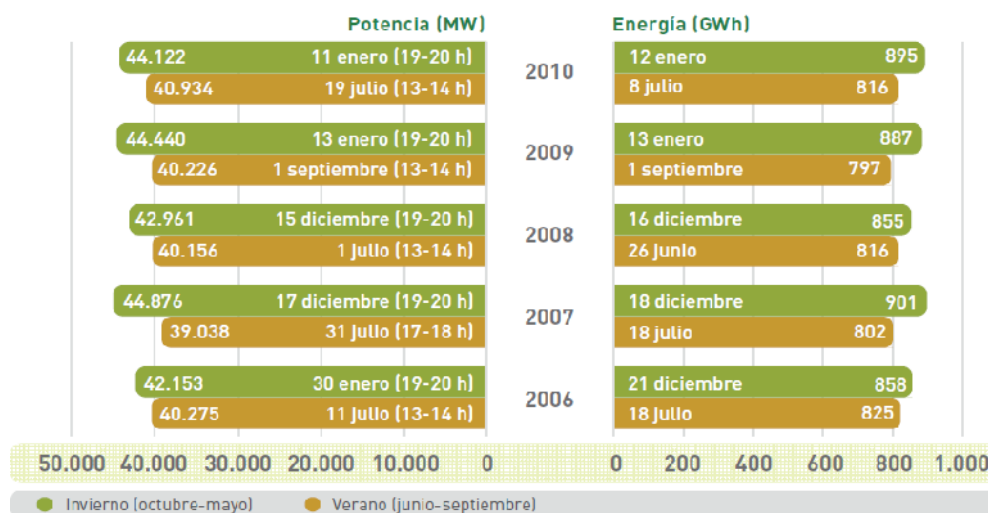 Potencia (MW) Energía (GWh)
44.122 11 enero (19-20 h) 12 enero 895
2010
40.934 19 julio (13-14 h) 8 julio 816
44.440 13 enero (19-20 h) 13 enero 887
2009
40.226 1 septiembre (13-14 h) 1 septiembre 797
42.961 15 diciembre (19-20 h) 16 diciembre 855
2008
40.156 1 julio (13-14 h) 26 junio 816
44.876 17 diciembre (19-20 h) 18 diciembre 901
2007
39.038 31 julio (17-18 h) 18 julio 802
42.153 30 enero (19-20 h) 21 diciembre 858
2006
40.275 11 julio (13-14 h) 18 julio 825
50.000 40.000 30.000 20.000 10.000 0 0 200 400 600 800 1.000
Invierno (octubre-mayo) Verano (junio-septiembre)